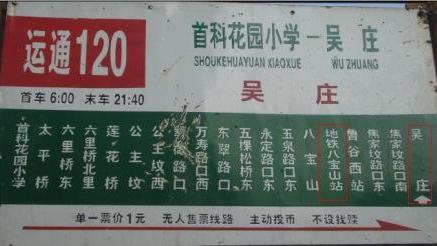 运通120
首科花园小学－吴 庄
SHOUKEHUAYUAN XIAOXUE WU ZHUANG
首车 6:00 末车 21:40
吴 庄
首科花园小学
太平桥
六里桥东
六里桥北里
莲花桥
公主坟
公主坟西
翠微路口
万寿路口西
东翠路口
五棵松桥东
永定路口东
玉泉路口东
八宝山
地铁八宝山站
鲁谷西站
焦家坟路口东
焦家坟路口南
吴庄
单一票价1元 无人售票线路 主动投币 不设找赎